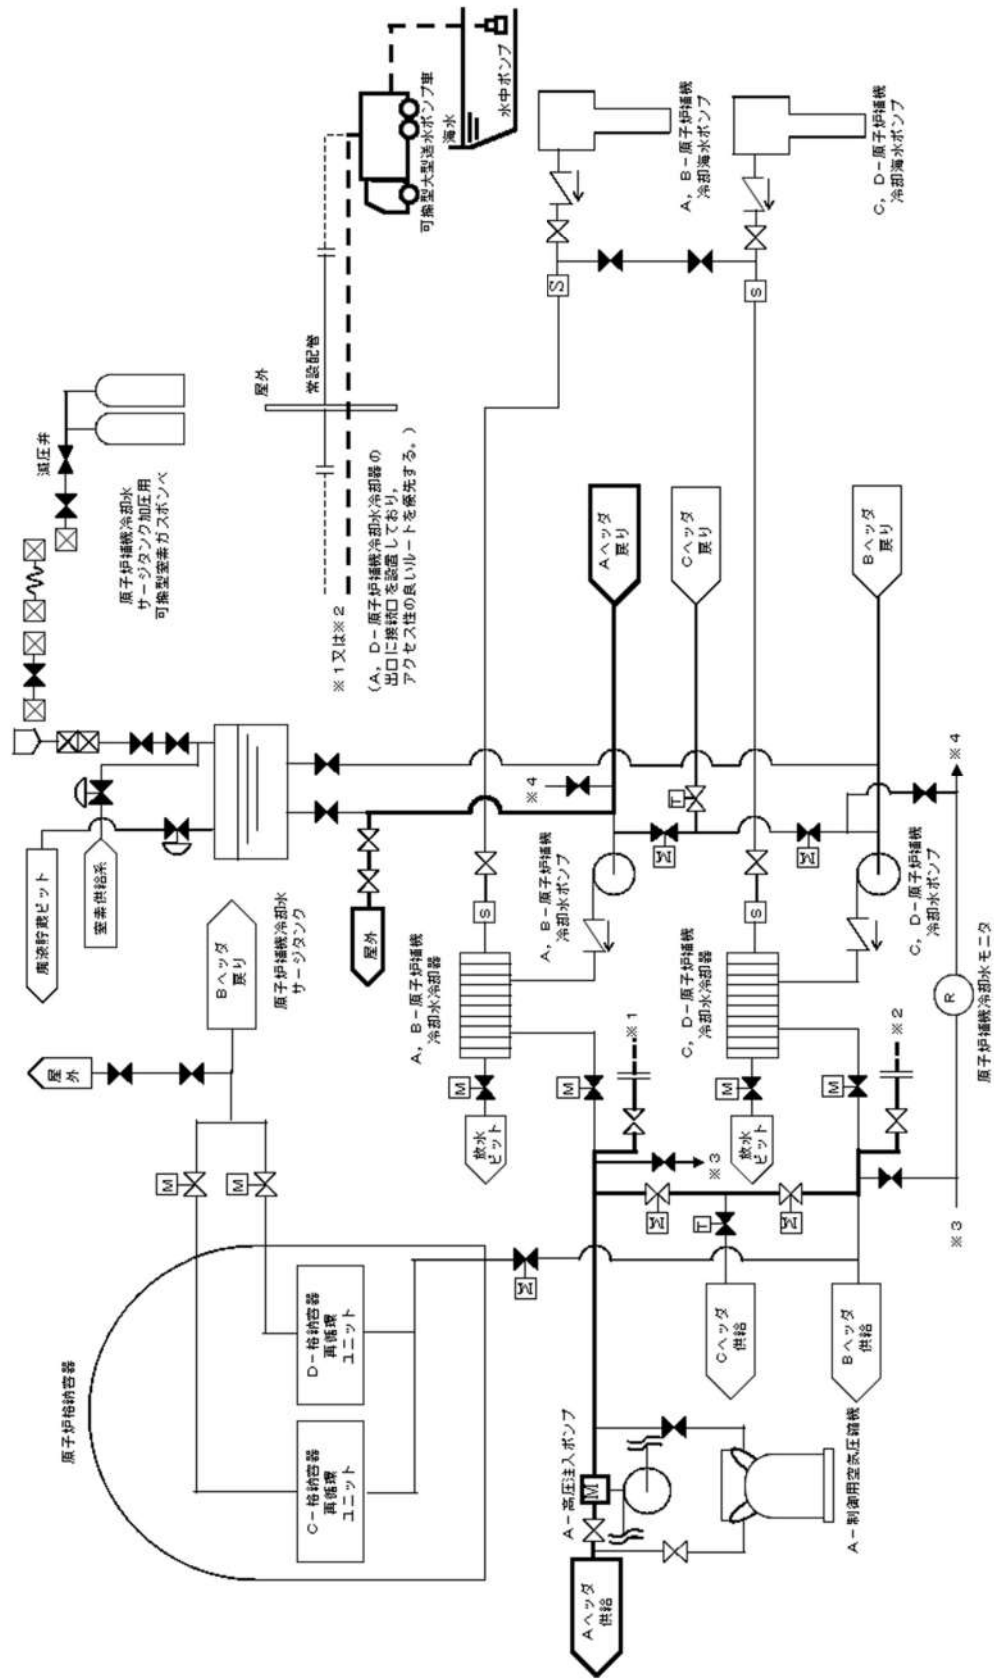 原子炉格納容器
C－格納容器
再循環
ユニット
D－格納容器
再循環
ユニット
M
M
屋外
Bヘッダ
戻り
廃液貯蔵ピット
窒素供給系
原子炉補機冷却水
サージタンク
減圧弁
原子炉補機冷却水
サージタンク加圧用
可搬型窒素ガスボンベ
屋外
常設配管
可搬型大型送水ポンプ車
海水
水中ポンプ
※1又は※2
(A, D－原子炉補機冷却水冷却器の
出口に接続口を設置しており,
アクセス性の良いルートを優先する。)
屋外
A, B－原子炉補機
冷却水冷却器
M
放水
ピット
S
※4
A, B－原子炉補機
冷却水ポンプ
Aヘッダ
戻り
S
A, B－原子炉補機
冷却海水ポンプ
M
※1
※3
M
T
M
M
T
M
Cヘッダ
戻り
C, D－原子炉補機
冷却水冷却器
M
放水
ピット
S
S
C, D－原子炉補機
冷却海水ポンプ
Bヘッダ
戻り
M
※2
C, D－原子炉補機
冷却水ポンプ
M
A－高圧注入ポンプ
M
Aヘッダ
供給
Cヘッダ
供給
Bヘッダ
供給
A－制御用空気圧縮機
※3
R
※4
原子炉補機冷却水モニタ